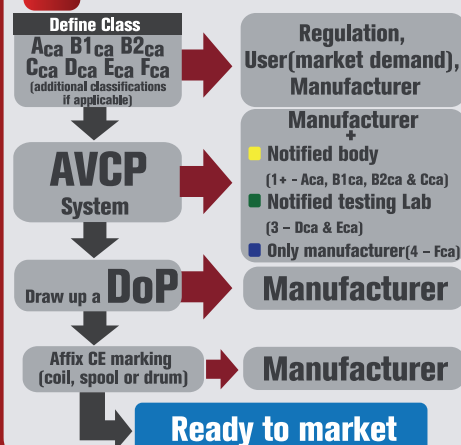 Define Class
Aca B1ca B2ca
Cca Dca Eca Fca
(additional classifications
if applicable)
Regulation,
User(market demand),
Manufacturer
AVCP
System
Manufacturer
+
Notified body
(1+ - Aca, B1ca, B2ca & Cca)
Notified testing Lab
(3 – Dca & Eca)
Only manufacturer(4 – Fca)
Draw up a DoP
Manufacturer
Affix CE marking
(coil, spool or drum)
Manufacturer
Ready to market